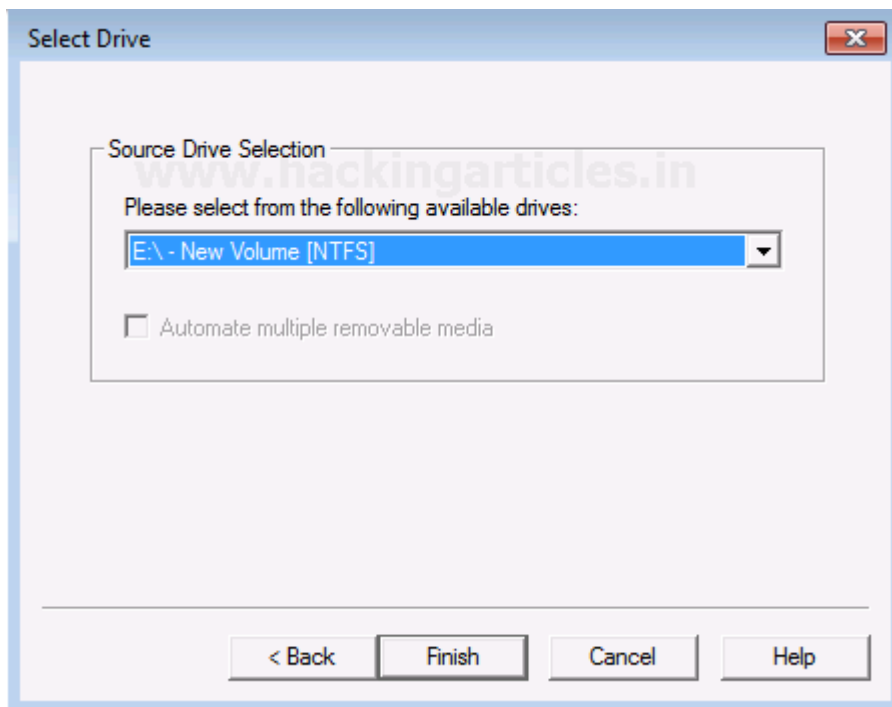 Select Drive
Source Drive Selection
www.hackingarticles.in
Please select from the following available drives:
E:\ - New Volume [NTFS]
Automate multiple removable media
< Back
Finish
Cancel
Help